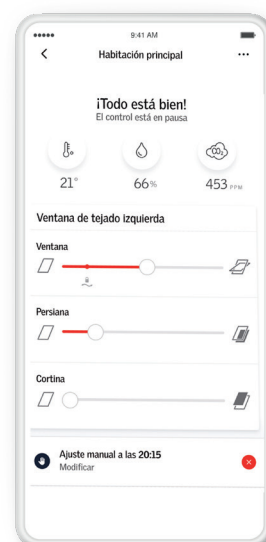 9:41 AM
Habitación principal
¡Todo está bien!
El control está en pausa
CO₂
21°
66%
453 PPM
Ventana de tejado izquierda
Ventana
Persiana
Cortina
Ajuste manual a las 20:15
Modificar